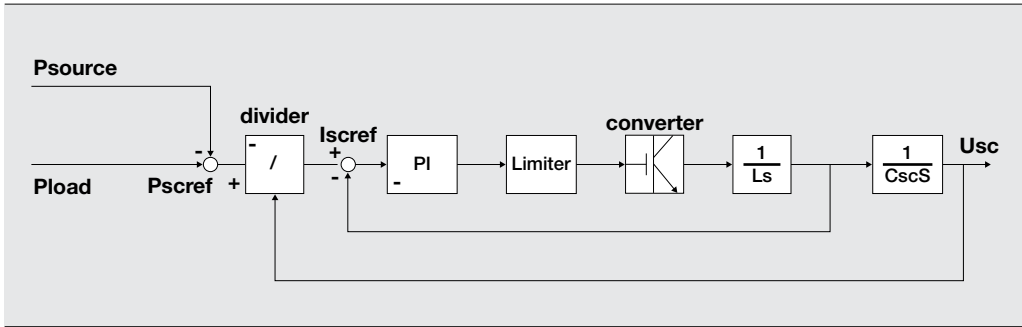 Psource
Pload
-
Pscref
+
divider
-
/
Iscref
+
-
PI
-
Limiter
converter
1
Ls
1
CscS
Usc